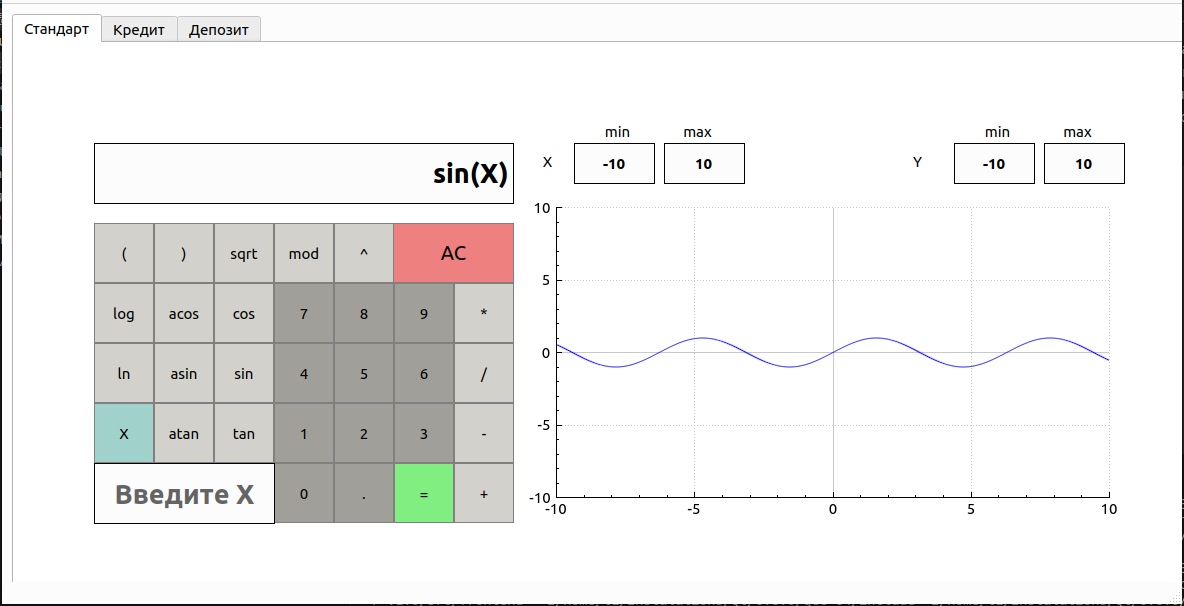 Стандарт Кредит Депозит
min max min max
X -10 10 Y -10 10
sin(X)
( ) sqrt mod ^ AC
log acos cos 7 8 9 *
ln asin sin 4 5 6 /
X atan tan 1 2 3 -
Введите X 0 . = +
10
5
0
-5
-10
-10 -5 0 5 10